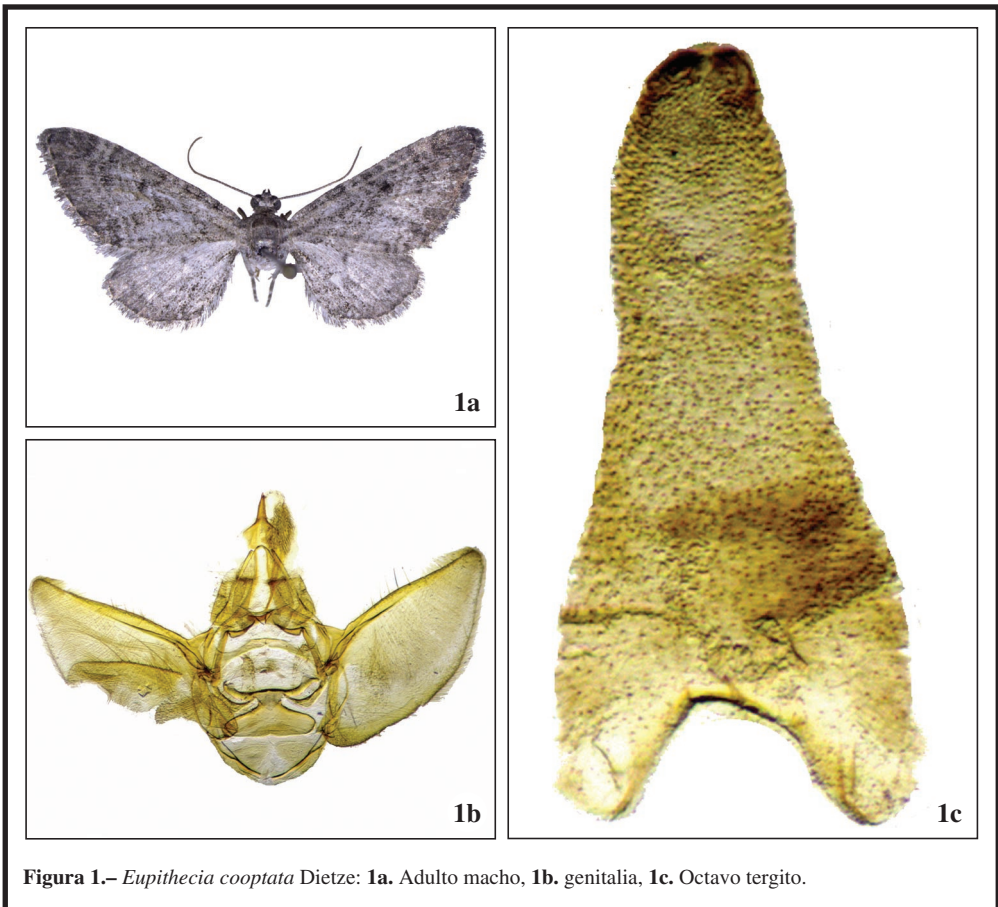 1a
1b
1c
Figura 1.– Eupithecia cooptata Dietze: 1a. Adulto macho, 1b. genitalia, 1c. Octavo tergito.